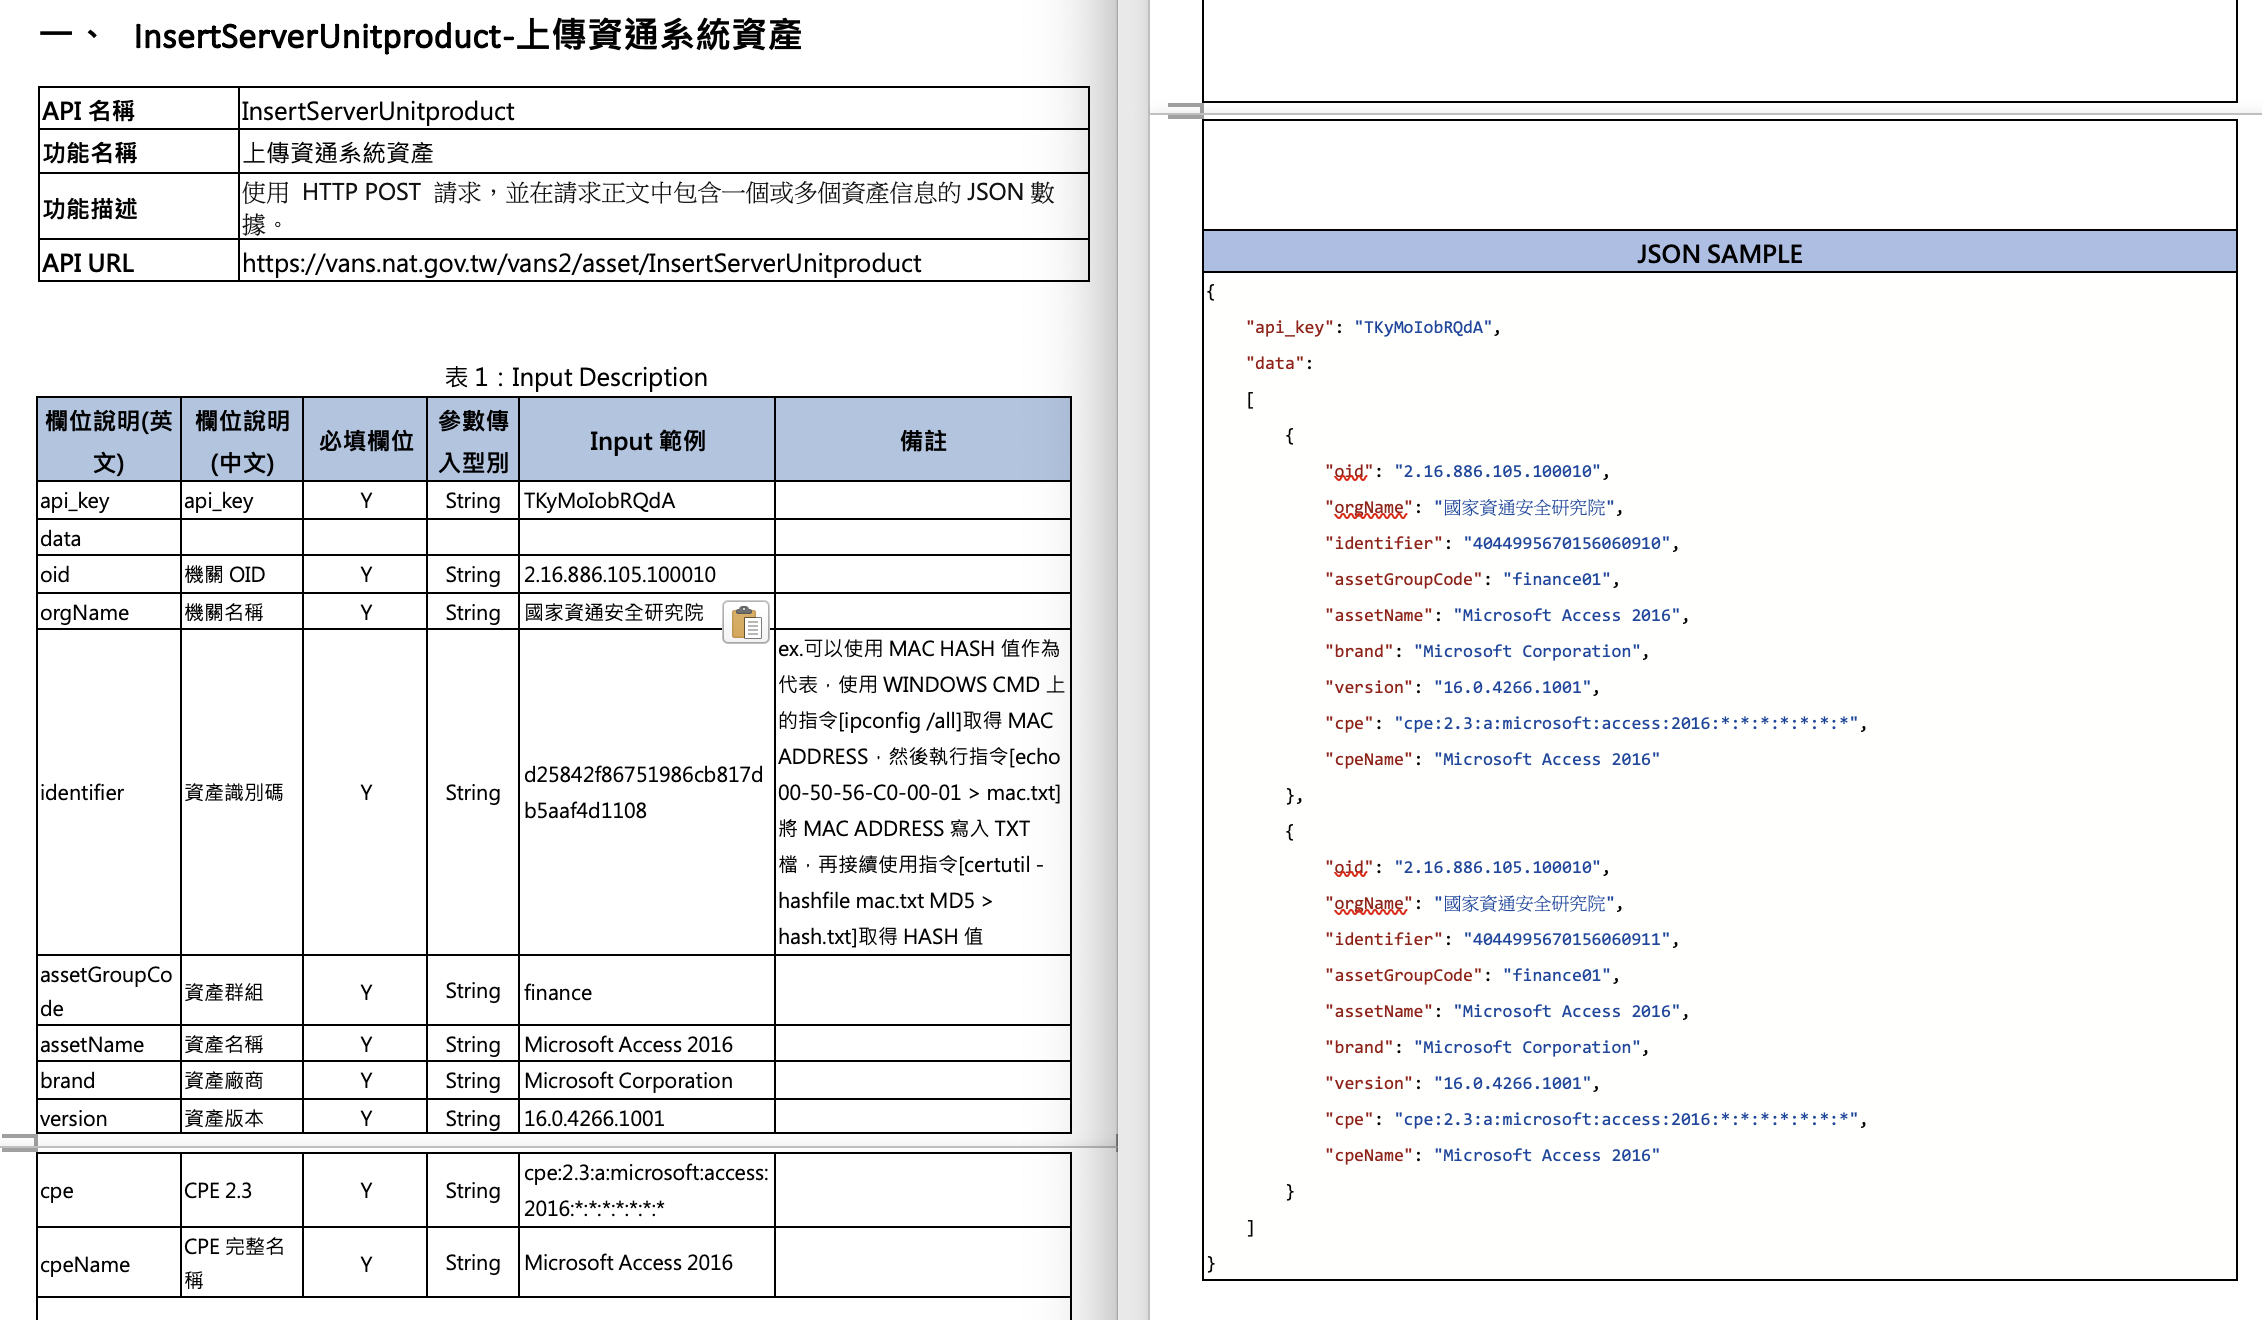 一、 InsertServerUnitproduct-上傳資通系統資產
API 名稱 InsertServerUnitproduct
功能名稱 上傳資通系統資產
功能描述 使用 HTTP POST 請求，並在請求正文中包含一個或多個資產信息的 JSON 數
據。
API URL https://vans.nat.gov.tw/vans2/asset/InsertServerUnitproduct
表 1：Input Description
欄位說明(英
文)
欄位說明
(中文)
必填欄位
參數傳
入型別
Input 範例
備註
api_key api_key Y String TKyMoIobRQdA
data
oid 機關 OID Y String 2.16.886.105.100010
orgName 機關名稱 Y String 國家資通安全研究院
identifier 資產識別碼 Y String
d25842f86751986cb817d
b5aaf4d1108
ex.可以使用 MAC HASH 值作為
代表，使用 WINDOWS CMD 上
的指令[ipconfig /all]取得 MAC
ADDRESS，然後執行指令[echo
00-50-56-C0-00-01 > mac.txt]
將 MAC ADDRESS 寫入 TXT
檔，再接續使用指令[certutil -
hashfile mac.txt MD5 >
hash.txt]取得 HASH 值
assetGroupCo
de
資產群組 Y String finance
assetName 資產名稱 Y String Microsoft Access 2016
brand 資產廠商 Y String Microsoft Corporation
version 資產版本 Y String 16.0.4266.1001
cpe CPE 2.3 Y String
cpe:2.3:a:microsoft:access:
2016:*:*:*:*:*:*:*
cpeName
CPE 完整名
稱
Y String Microsoft Access 2016
JSON SAMPLE
{
"api_key": "TKyMoIobRQdA",
"data":
[
{
"oid": "2.16.886.105.100010",
"orgName": "國家資通安全研究院",
"identifier": "4044995670156060910",
"assetGroupCode": "finance01",
"assetName": "Microsoft Access 2016",
"brand": "Microsoft Corporation",
"version": "16.0.4266.1001",
"cpe": "cpe:2.3:a:microsoft:access:2016:*:*:*:*:*:*:*",
"cpeName": "Microsoft Access 2016"
},
{
"oid": "2.16.886.105.100010",
"orgName": "國家資通安全研究院",
"identifier": "4044995670156060911",
"assetGroupCode": "finance01",
"assetName": "Microsoft Access 2016",
"brand": "Microsoft Corporation",
"version": "16.0.4266.1001",
"cpe": "cpe:2.3:a:microsoft:access:2016:*:*:*:*:*:*:*",
"cpeName": "Microsoft Access 2016"
}
]
}